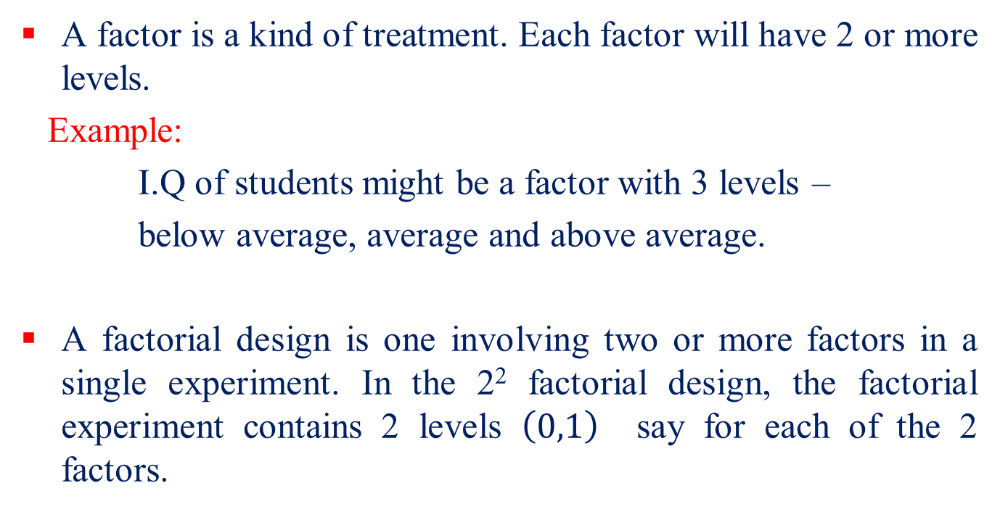 ▪ A factor is a kind of treatment. Each factor will have 2 or more
levels.
Example:
I.Q of students might be a factor with 3 levels –
below average, average and above average.
▪ A factorial design is one involving two or more factors in a
single experiment. In the 2² factorial design, the factorial
experiment contains 2 levels (0,1) say for each of the 2
factors.